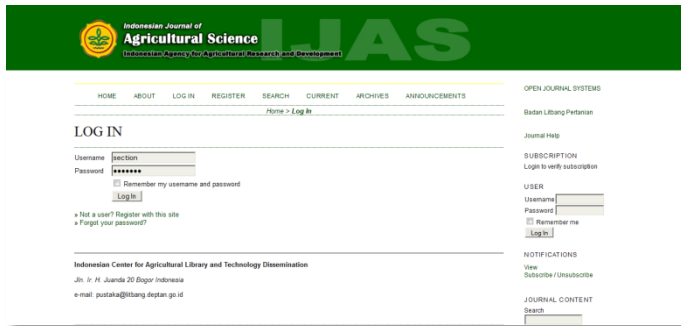 Indonesian Journal of
Agricultural Science
Indonesian Agency for Agricultural Research and Development
IJAS
HOME ABOUT LOG IN REGISTER SEARCH CURRENT ARCHIVES ANNOUNCEMENTS
Home > Log In
LOG IN
Username section
Password •••••••
Remember my username and password
Log In
» Not a user? Register with this site
» Forgot your password?
Indonesian Center for Agricultural Library and Technology Dissemination
Jln. Ir. H. Juanda 20 Bogor Indonesia
e-mail: pustaka@litbang.deptan.go.id
OPEN JOURNAL SYSTEMS
Badan Litbang Pertanian
Journal Help
SUBSCRIPTION
Login to verify subscription
USER
Username
Password
Remember me
Log In
NOTIFICATIONS
View
Subscribe / Unsubscribe
JOURNAL CONTENT
Search